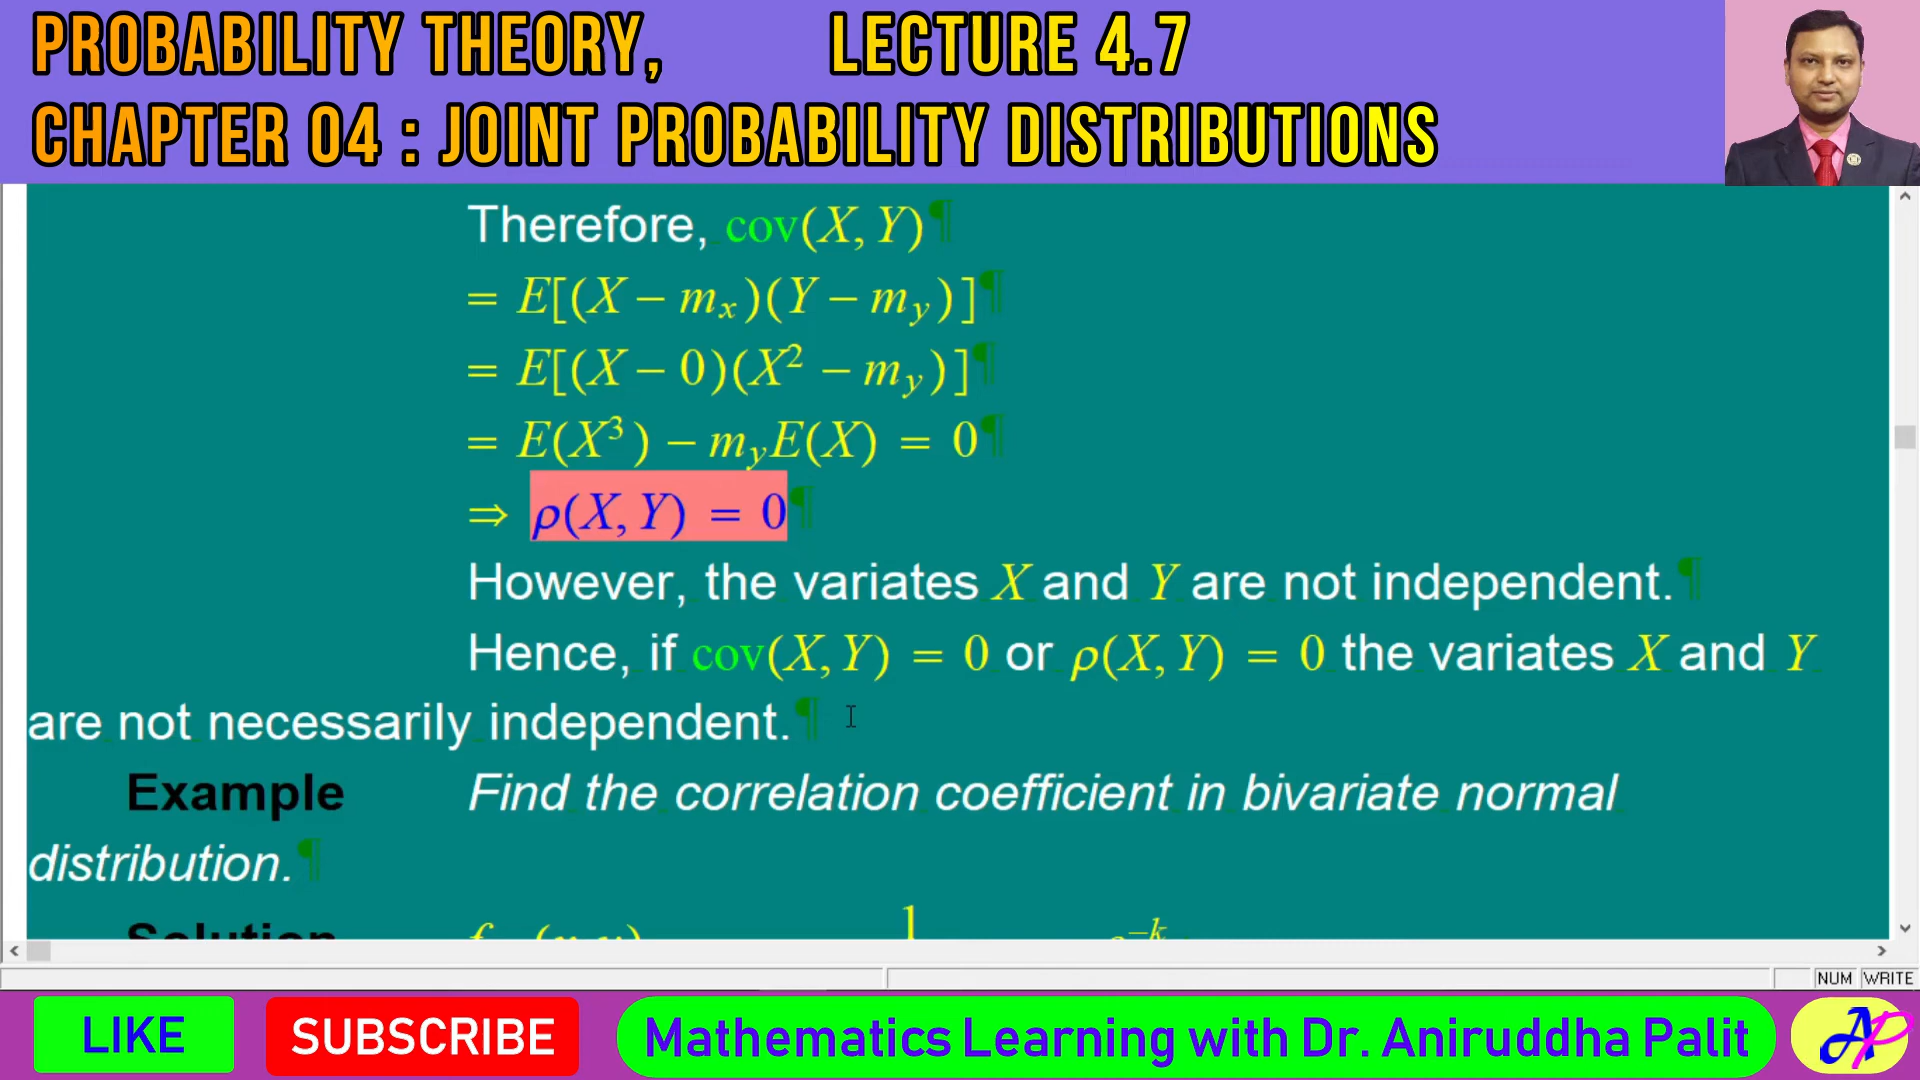 PROBABILITY THEORY, LECTURE 4.7
CHAPTER 04 : JOINT PROBABILITY DISTRIBUTIONS
Therefore, cov(X, Y)¶
= E[(X − mₓ)(Y − m_y)]¶
= E[(X − 0)(X² − m_y)]¶
= E(X³) − m_yE(X) = 0¶
⇒ ρ(X, Y) = 0¶
However, the variates X and Y are not independent.¶
Hence, if cov(X, Y) = 0 or ρ(X, Y) = 0 the variates X and Y
are not necessarily independent.¶
Example Find the correlation coefficient in bivariate normal
distribution.¶
Solution
NUM WRITE
LIKE SUBSCRIBE Mathematics Learning with Dr. Aniruddha Palit AP